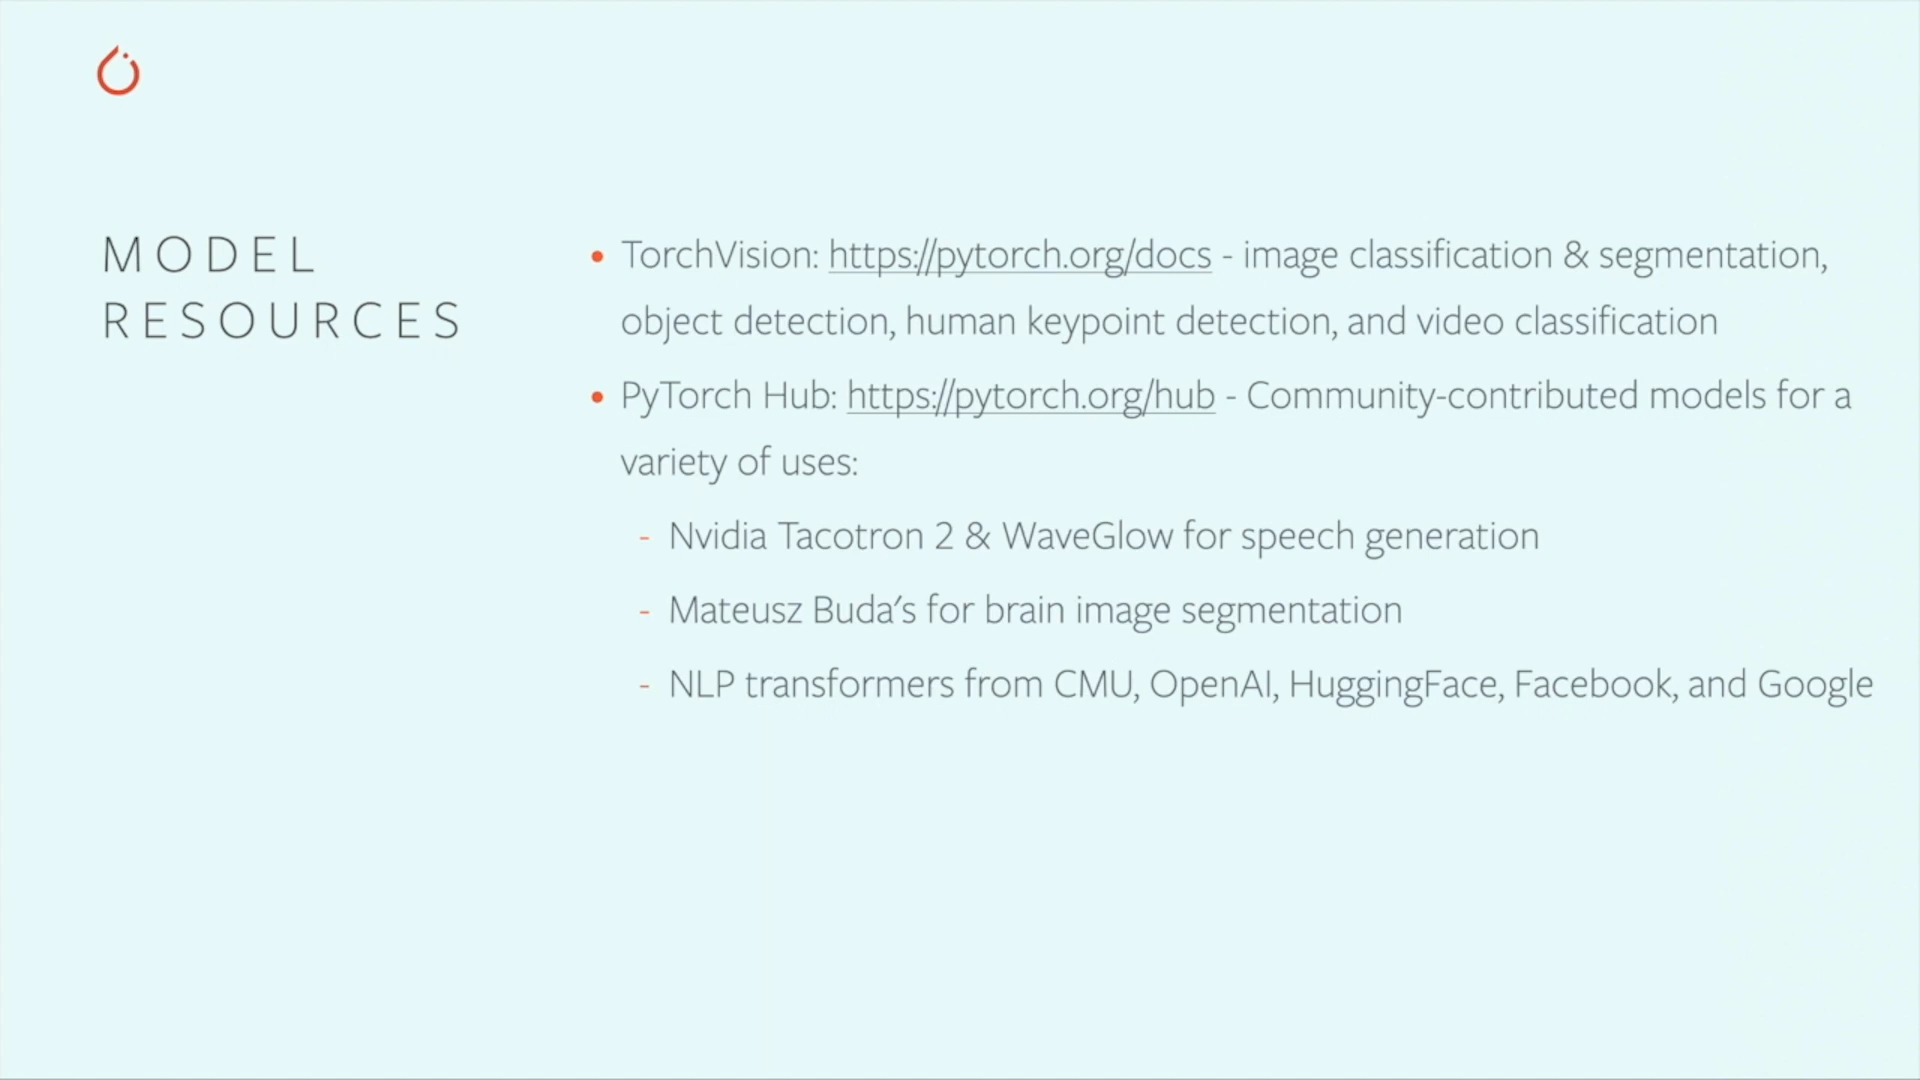 MODEL
RESOURCES
• TorchVision: https://pytorch.org/docs - image classification & segmentation,
object detection, human keypoint detection, and video classification
• PyTorch Hub: https://pytorch.org/hub - Community-contributed models for a
variety of uses:
- Nvidia Tacotron 2 & WaveGlow for speech generation
- Mateusz Buda's for brain image segmentation
- NLP transformers from CMU, OpenAI, HuggingFace, Facebook, and Google